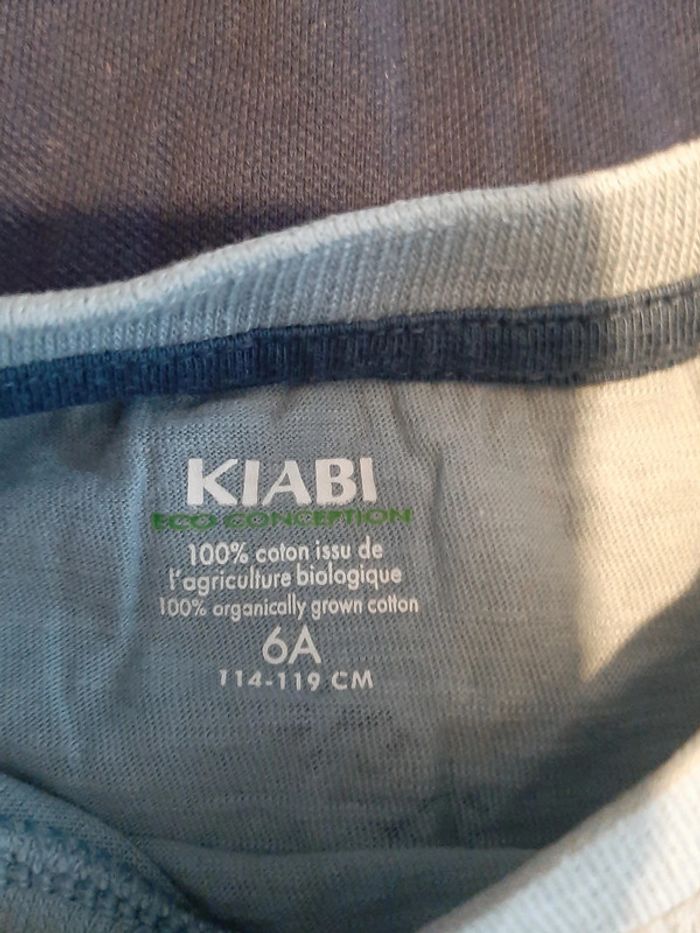 KIABI
ECO CONCEPTION
100% coton issu de
l'agriculture biologique
100% organically grown cotton
6A
114-119 CM